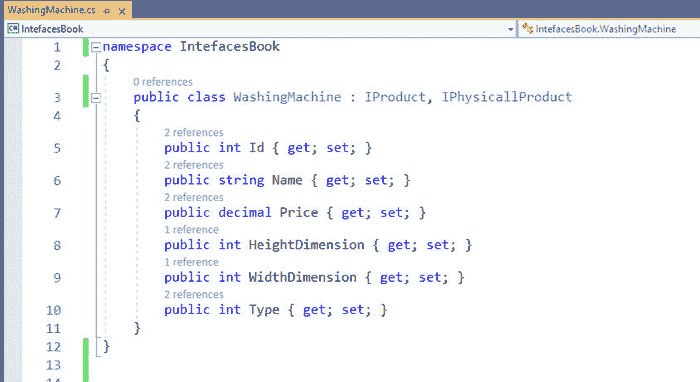 WashingMachine.cs
IntefacesBook IntefacesBook.WashingMachine
1 namespace IntefacesBook
2 {
0 references
3 public class WashingMachine : IProduct, IPhysicallProduct
4 {
2 references
5 public int Id { get; set; }
2 references
6 public string Name { get; set; }
2 references
7 public decimal Price { get; set; }
1 reference
8 public int HeightDimension { get; set; }
1 reference
9 public int WidthDimension { get; set; }
2 references
10 public int Type { get; set; }
11 }
12 }
13
14